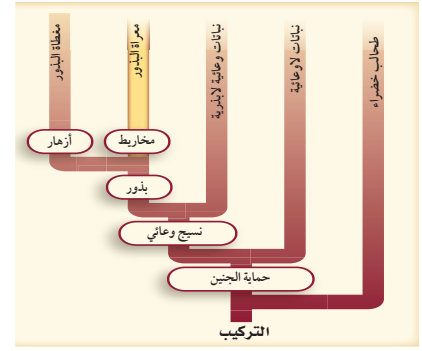 طحالب خضراء
نباتات لاوعائية
نباتات وعائية لابذرية
معراة البذور
مغطاة البذور
مخاريط
أزهار
بذور
نسيج وعائي
حماية الجنين
التركيب